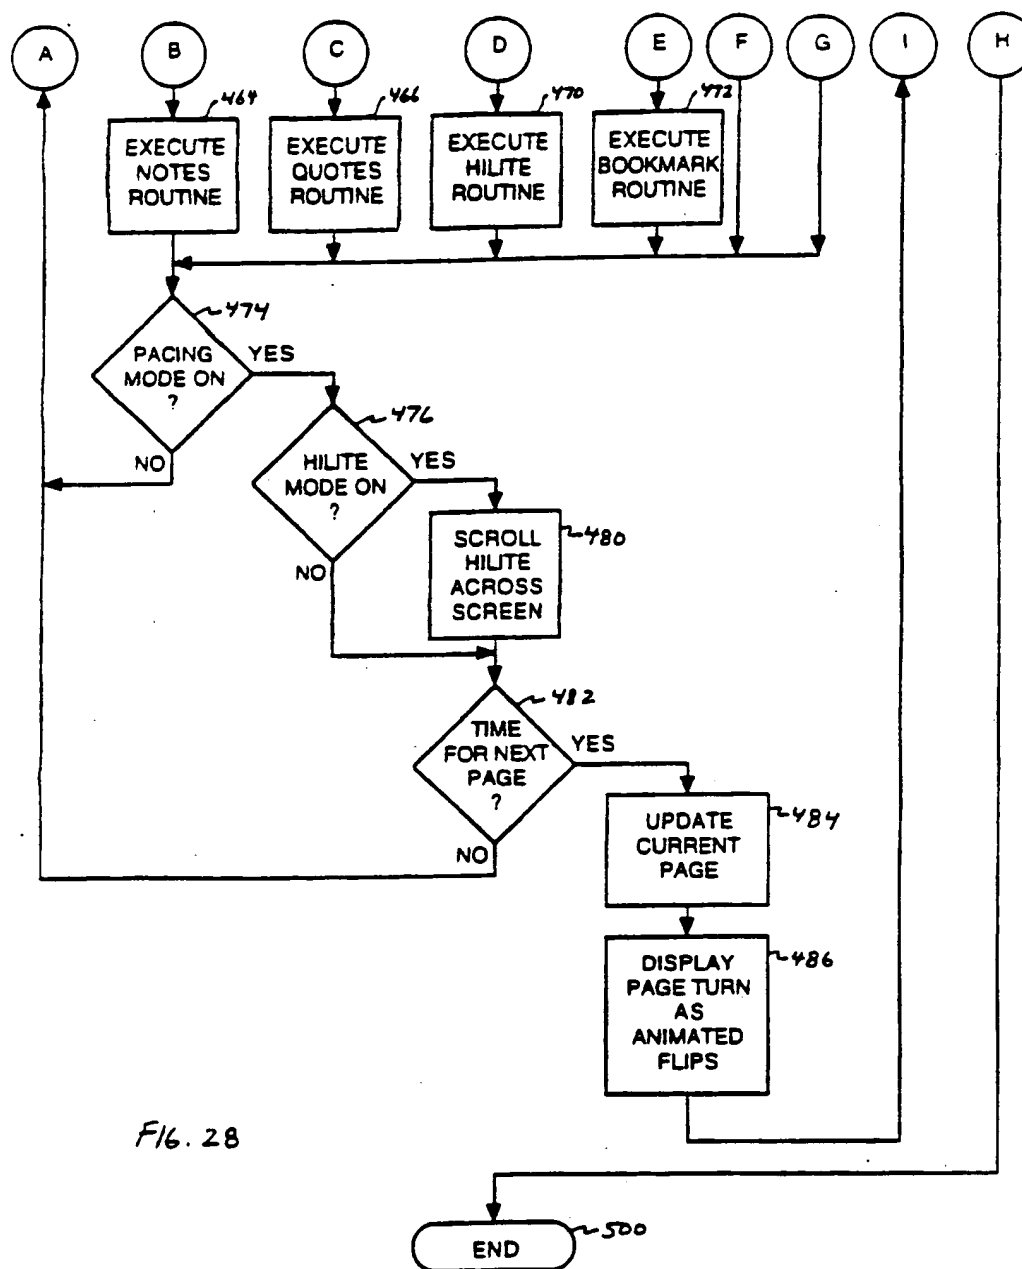 A B C D E F G I H
464 466 470 472
EXECUTE
NOTES
ROUTINE
EXECUTE
QUOTES
ROUTINE
EXECUTE
HILITE
ROUTINE
EXECUTE
BOOKMARK
ROUTINE
474
PACING
MODE ON
?
YES
NO
476
HILITE
MODE ON
?
YES
NO
480
SCROLL
HILITE
ACROSS
SCREEN
482
TIME
FOR NEXT
PAGE
?
YES
NO
484
UPDATE
CURRENT
PAGE
486
DISPLAY
PAGE TURN
AS
ANIMATED
FLIPS
FIG. 28
500
END